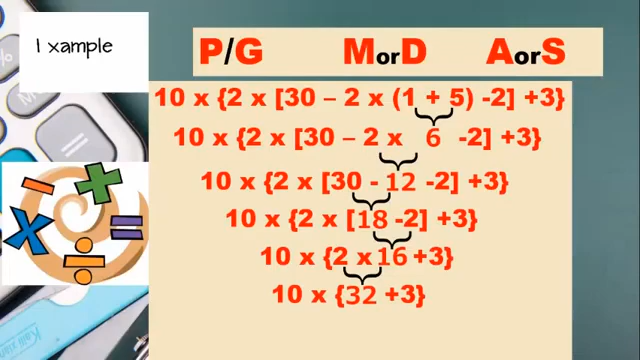 1 xample
P/G MorD AorS
10 x {2 x [30 – 2 x (1 + 5) -2] +3}
10 x {2 x [30 – 2 x 6 -2] +3}
10 x {2 x [30 - 12 -2] +3}
10 x {2 x [18 -2] +3}
10 x {2 x 16 +3}
10 x {32 +3}